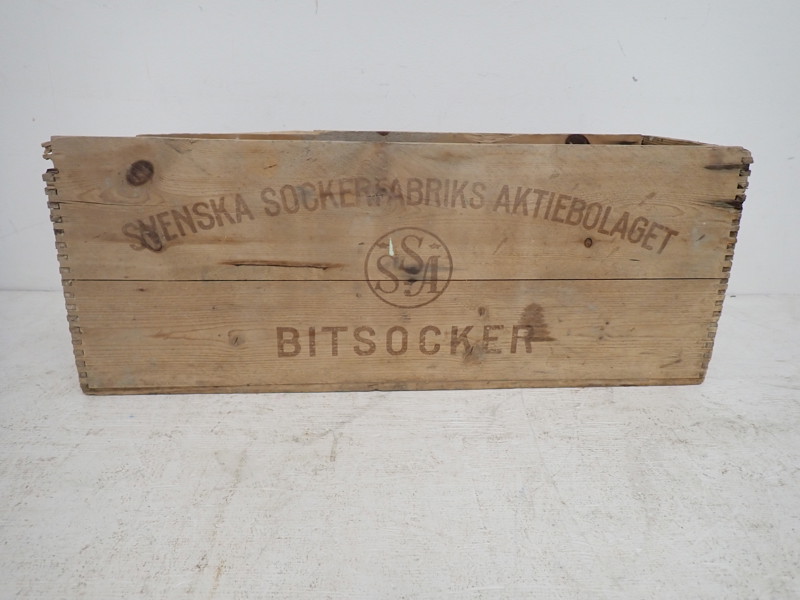 SVENSKA SOCKERFABRIKS AKTIEBOLAGET
SSA
BITSOCKER